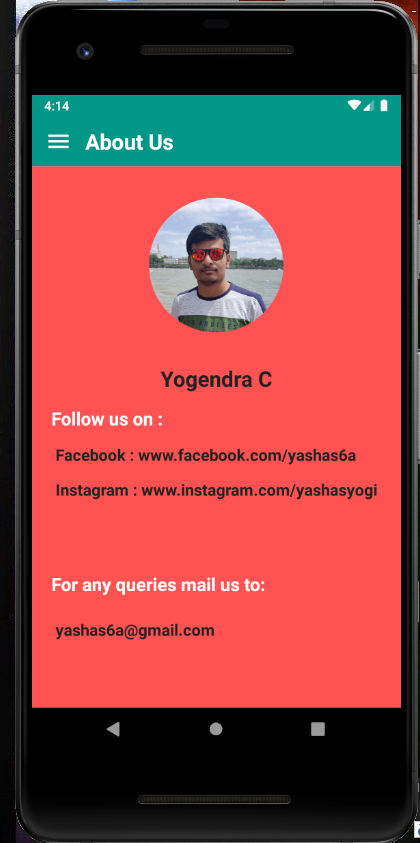 4:14
About Us
Yogendra C
Follow us on :
Facebook : www.facebook.com/yashas6a
Instagram : www.instagram.com/yashasyogi
For any queries mail us to:
yashas6a@gmail.com